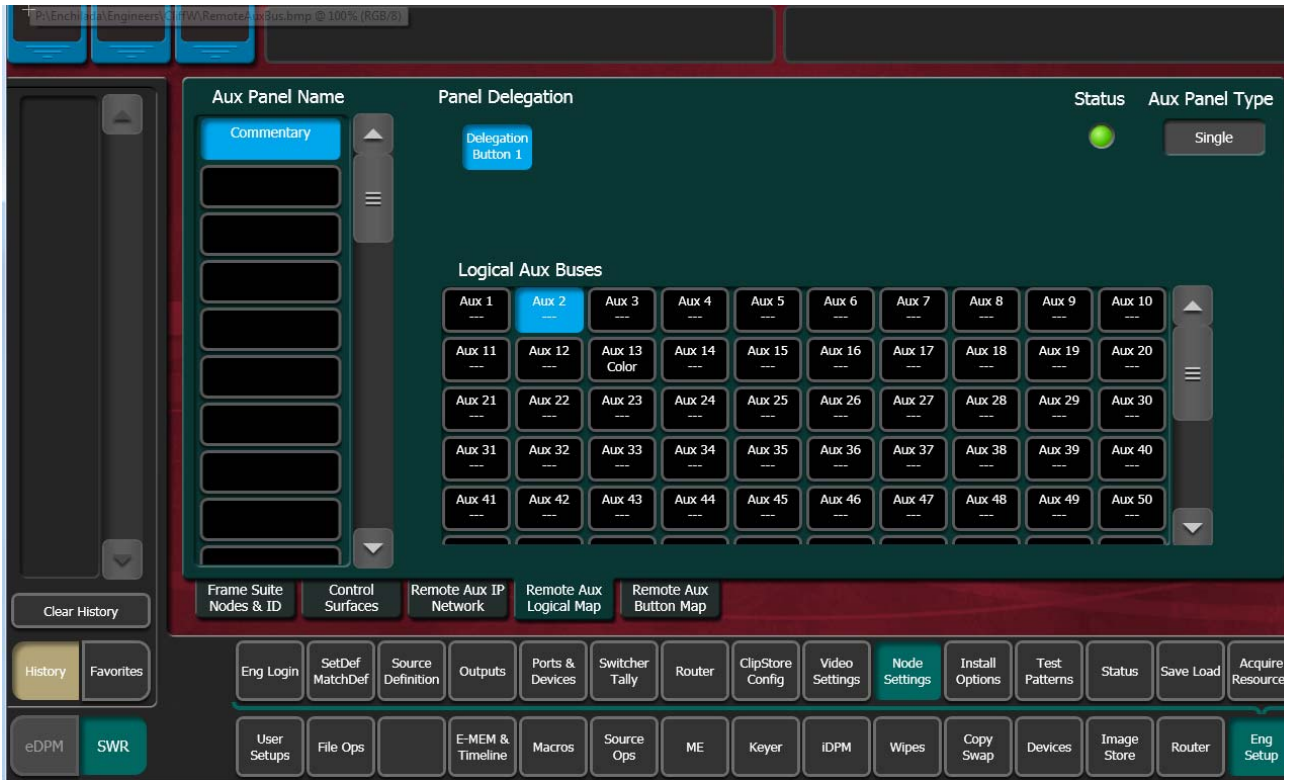 P:\Enchilada\Engineers\CliffW\RemoteAuxBus.bmp @ 100% (RGB/8)
Aux Panel Name
Panel Delegation
Status
Aux Panel Type
Commentary
Delegation
Button 1
Single
Logical Aux Buses
Aux 1 Aux 2 Aux 3 Aux 4 Aux 5 Aux 6 Aux 7 Aux 8 Aux 9 Aux 10
--- --- --- --- --- --- --- --- --- ---
Aux 11 Aux 12 Aux 13 Aux 14 Aux 15 Aux 16 Aux 17 Aux 18 Aux 19 Aux 20
--- --- Color --- --- --- --- --- --- ---
Aux 21 Aux 22 Aux 23 Aux 24 Aux 25 Aux 26 Aux 27 Aux 28 Aux 29 Aux 30
--- --- --- --- --- --- --- --- --- ---
Aux 31 Aux 32 Aux 33 Aux 34 Aux 35 Aux 36 Aux 37 Aux 38 Aux 39 Aux 40
--- --- --- --- --- --- --- --- --- ---
Aux 41 Aux 42 Aux 43 Aux 44 Aux 45 Aux 46 Aux 47 Aux 48 Aux 49 Aux 50
--- --- --- --- --- --- --- --- --- ---
Frame Suite
Nodes & ID
Control
Surfaces
Remote Aux IP
Network
Remote Aux
Logical Map
Remote Aux
Button Map
Clear History
History
Favorites
Eng Login
SetDef
MatchDef
Source
Definition
Outputs
Ports &
Devices
Switcher
Tally
Router
ClipStore
Config
Video
Settings
Node
Settings
Install
Options
Test
Patterns
Status
Save Load
Acquire
Resource
eDPM
SWR
User
Setups
File Ops
E-MEM &
Timeline
Macros
Source
Ops
ME
Keyer
iDPM
Wipes
Copy
Swap
Devices
Image
Store
Router
Eng
Setup